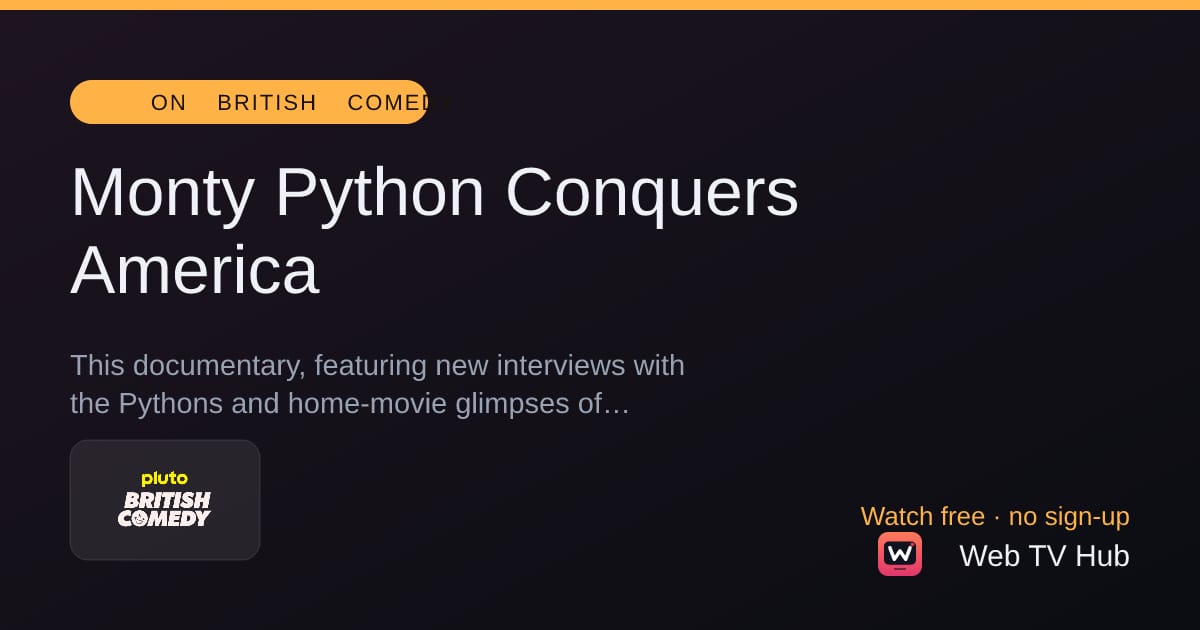 ON BRITISH COMEDY
Monty Python Conquers
America
This documentary, featuring new interviews with
the Pythons and home-movie glimpses of…
pluto
BRITISH
COMEDY
Watch free · no sign-up
W
Web TV Hub